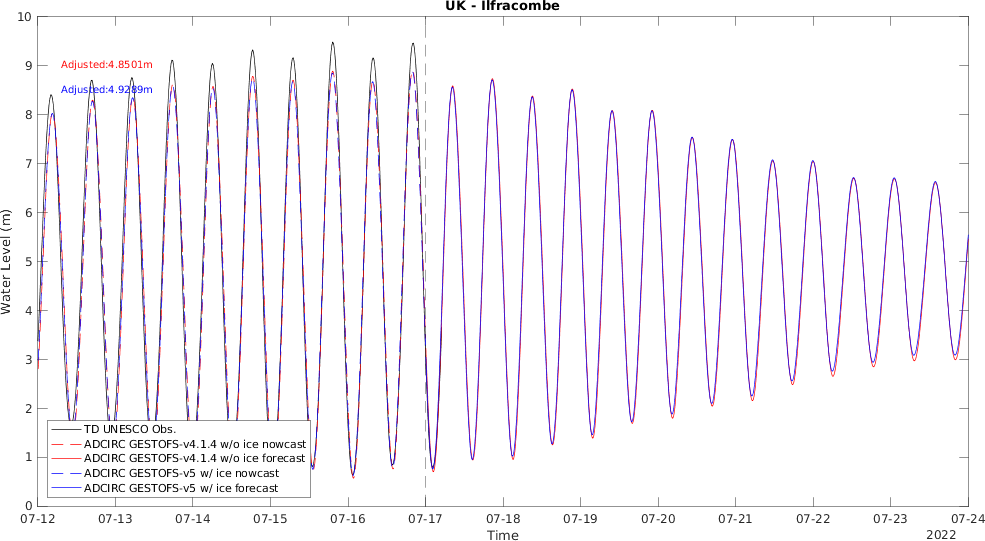 UK - Ilfracombe
10
9
8
7
6
5
4
3
2
1
0
Water Level (m)
Adjusted:4.8501m
Adjusted:4.9289m
TD UNESCO Obs.
ADCIRC GESTOFS-v4.1.4 w/o ice nowcast
ADCIRC GESTOFS-v4.1.4 w/o ice forecast
ADCIRC GESTOFS-v5 w/ ice nowcast
ADCIRC GESTOFS-v5 w/ ice forecast
07-12 07-13 07-14 07-15 07-16 07-17 07-18 07-19 07-20 07-21 07-22 07-23 07-24
Time
2022